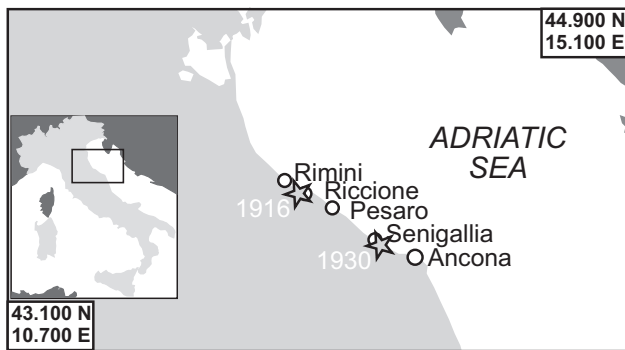 44.900 N
15.100 E
ADRIATIC
SEA
Rimini
Riccione
1916
Pesaro
Senigallia
1930
Ancona
43.100 N
10.700 E